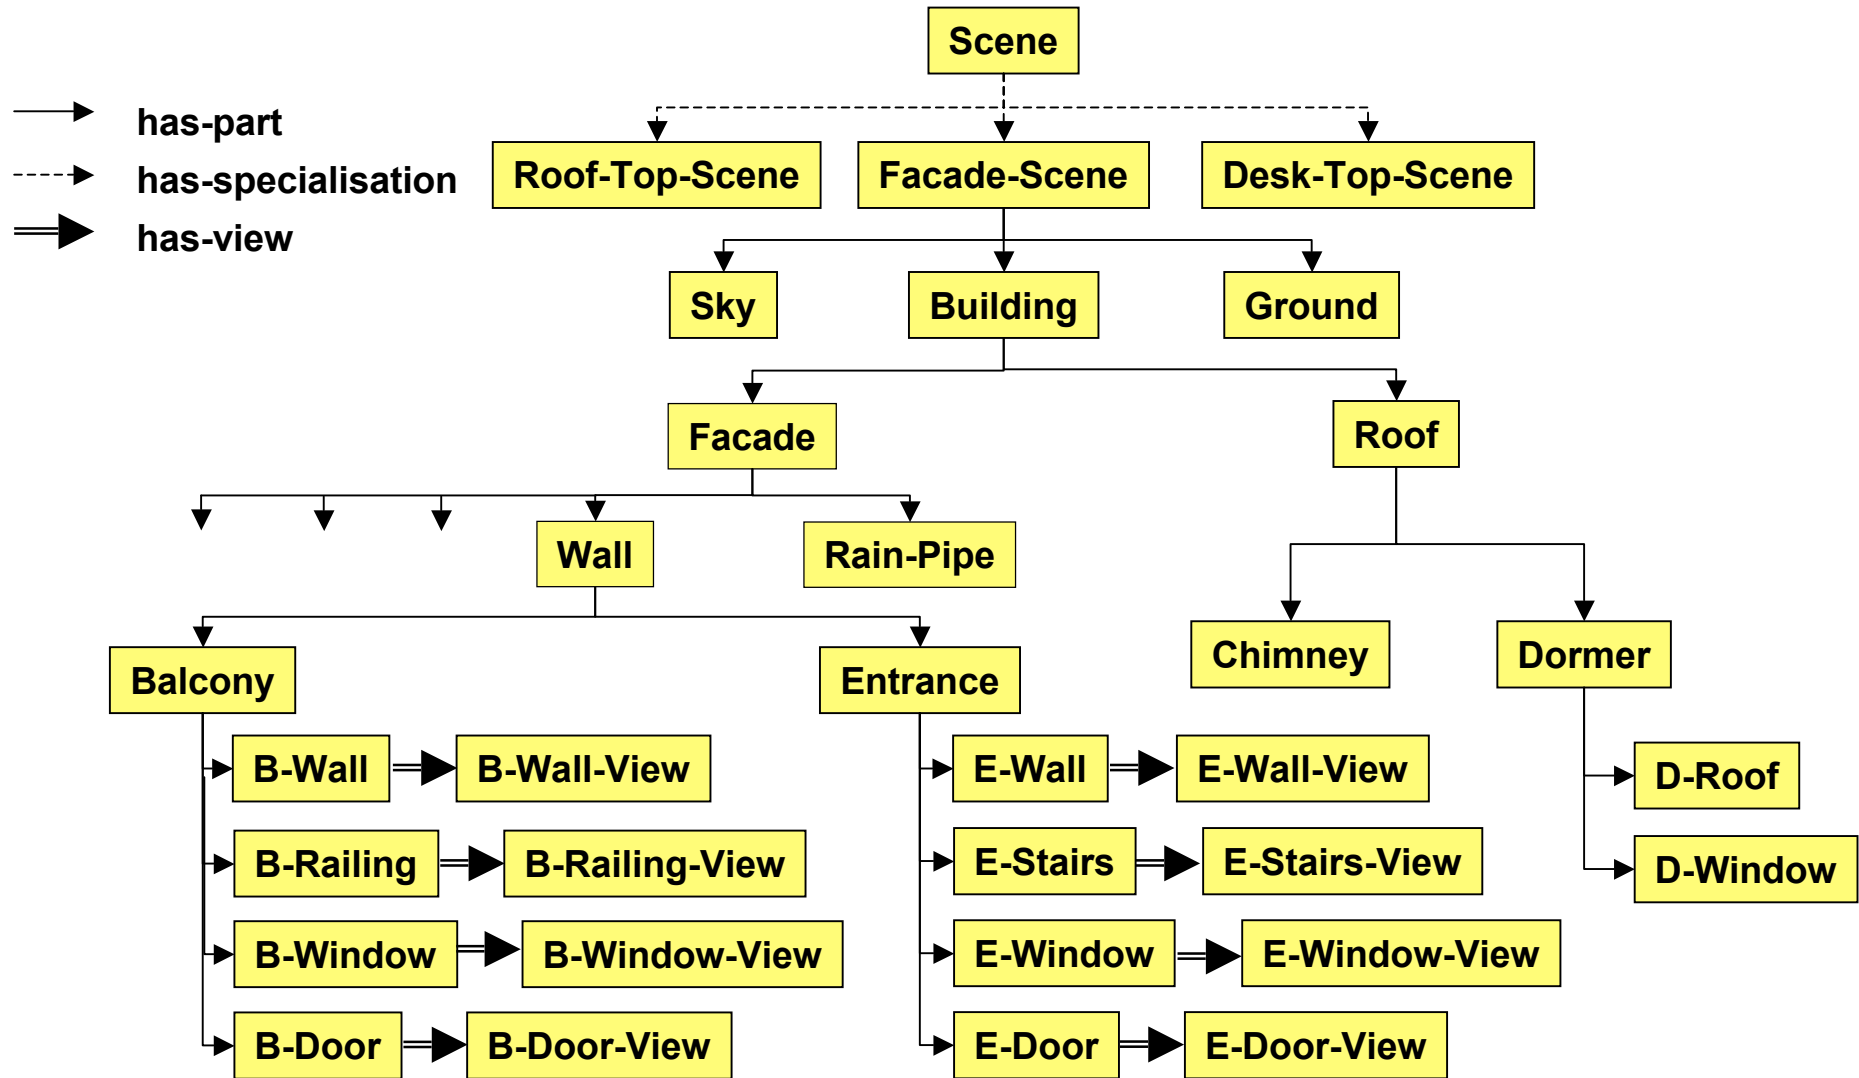 Scene
has-part
has-specialisation
has-view
Roof-Top-Scene
Facade-Scene
Desk-Top-Scene
Sky
Building
Ground
Facade
Roof
Wall
Rain-Pipe
Chimney
Dormer
Balcony
Entrance
B-Wall
B-Wall-View
E-Wall
E-Wall-View
D-Roof
B-Railing
B-Railing-View
E-Stairs
E-Stairs-View
D-Window
B-Window
B-Window-View
E-Window
E-Window-View
B-Door
B-Door-View
E-Door
E-Door-View